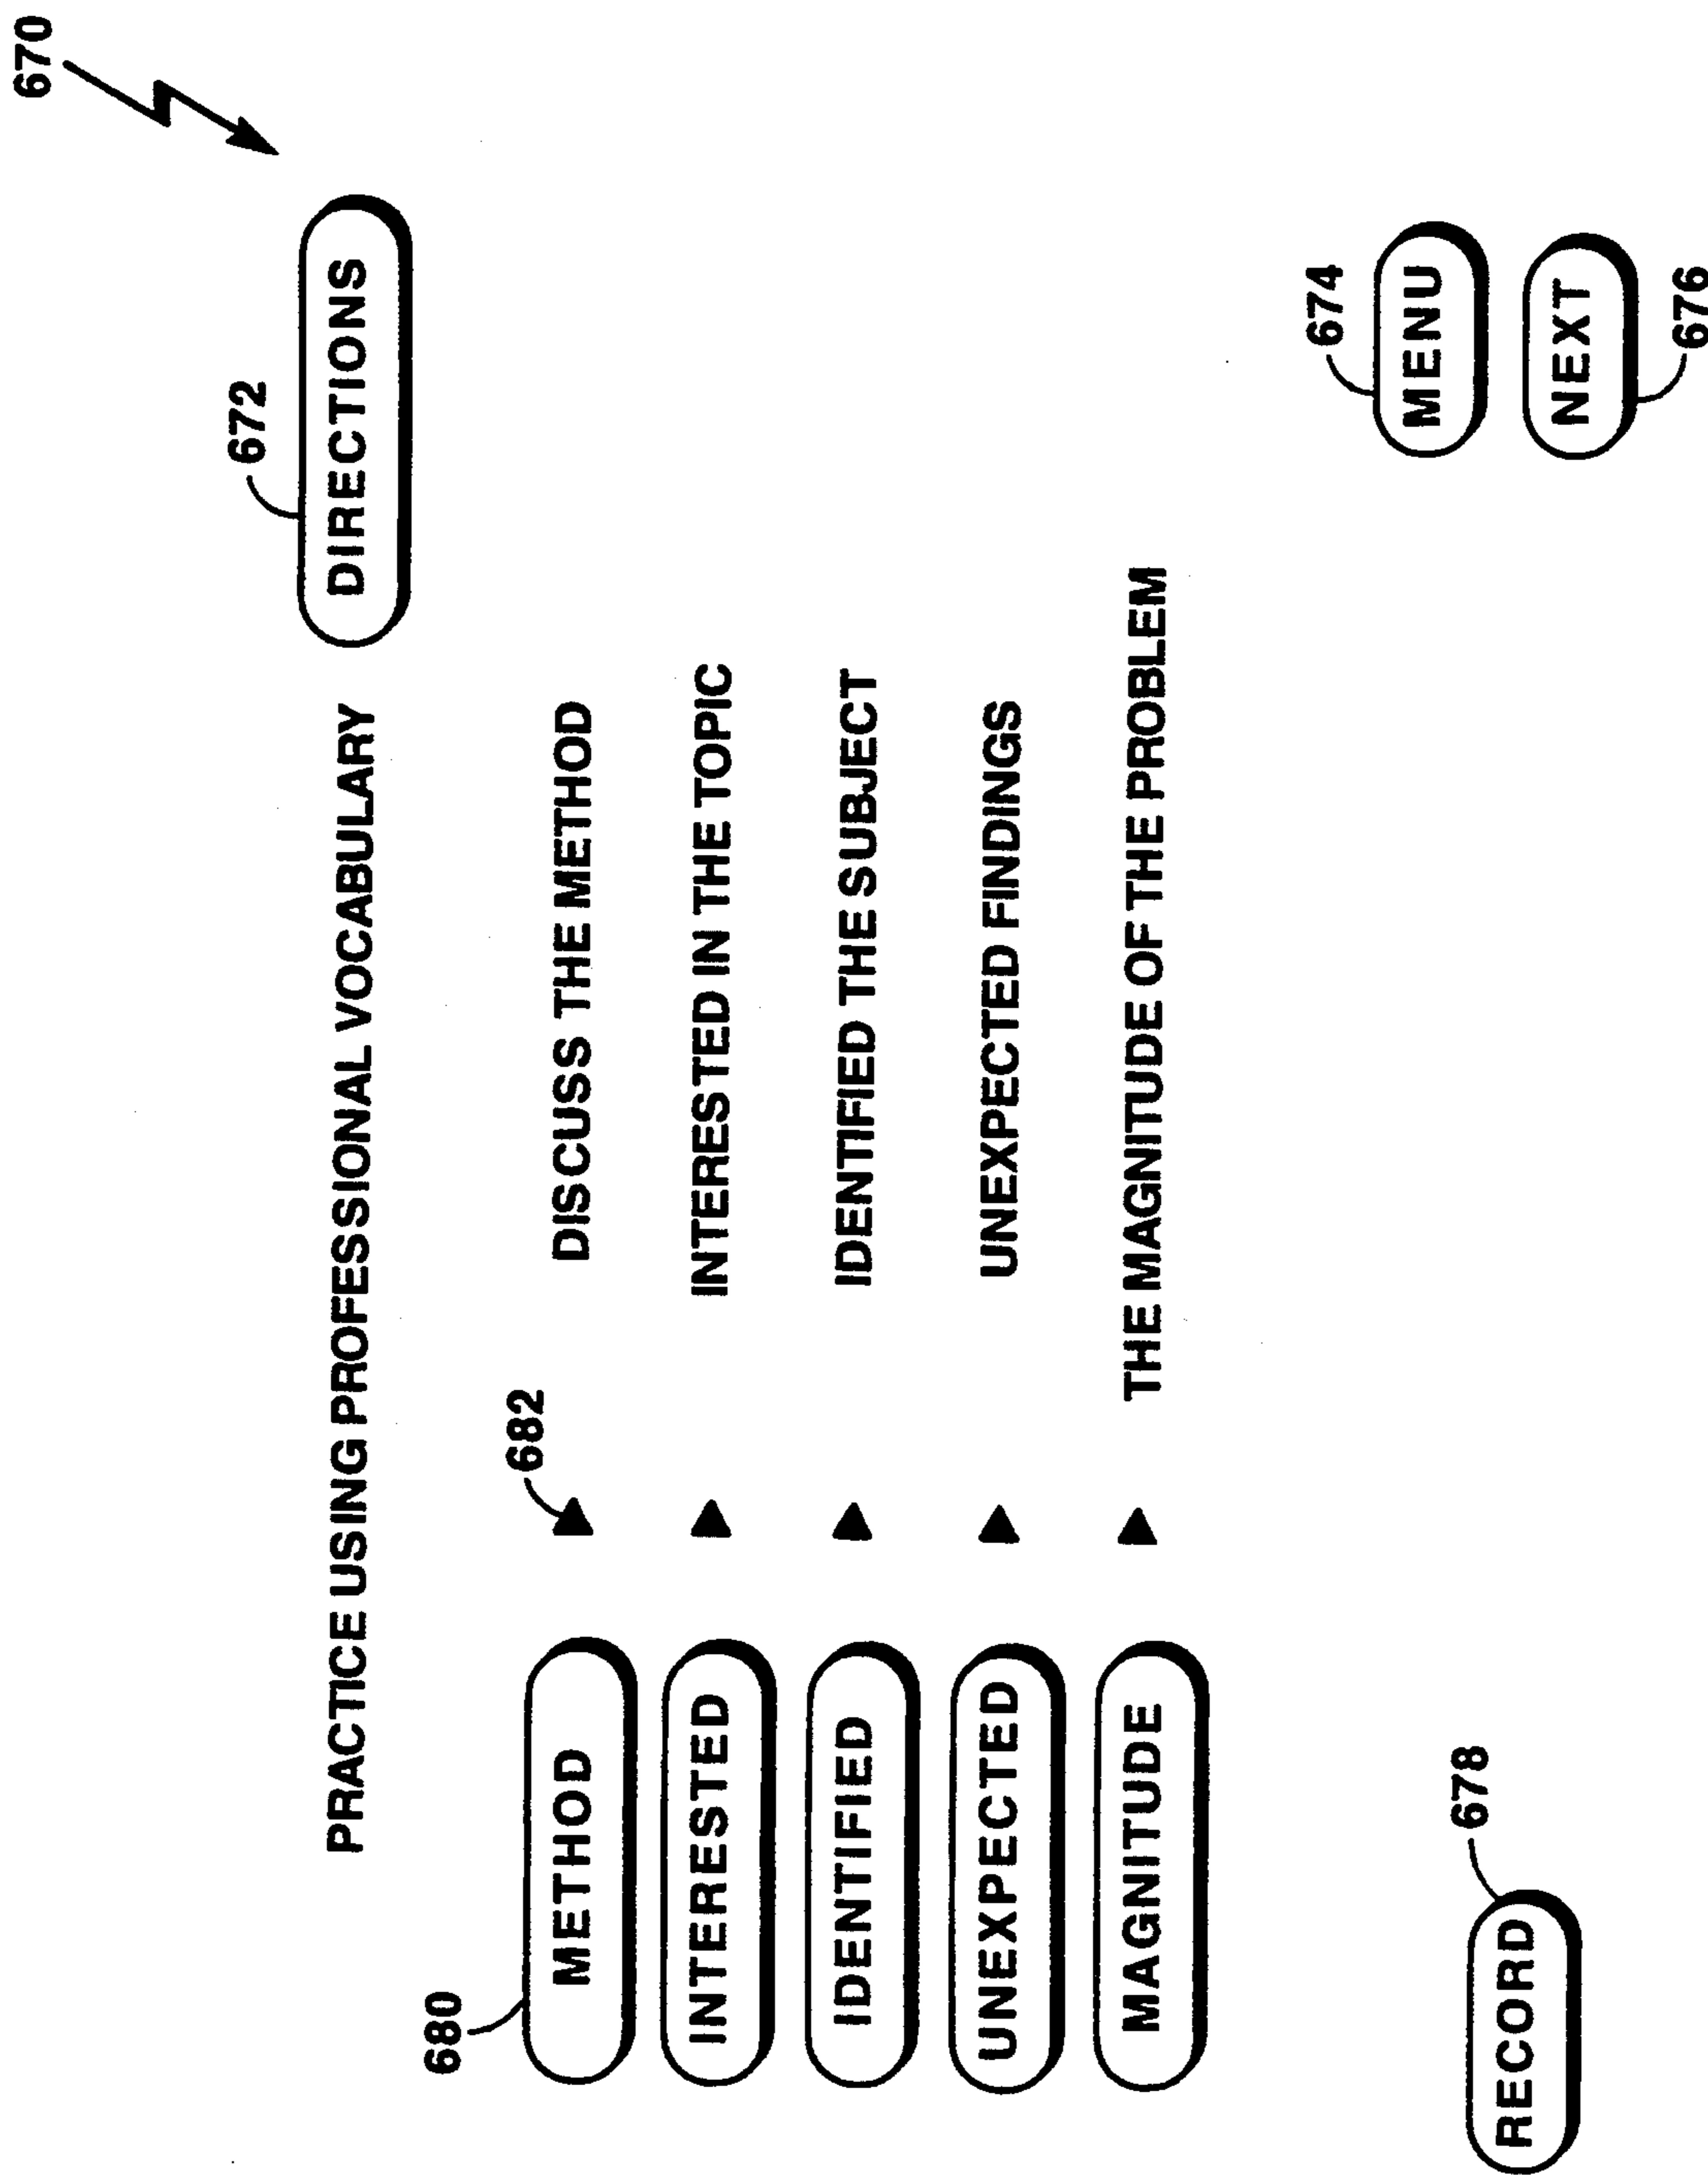 670
672
PRACTICE USING PROFESSIONAL VOCABULARY DIRECTIONS
680 682
METHOD DISCUSS THE METHOD
INTERESTED INTERESTED IN THE TOPIC
IDENTIFIED IDENTIFIED THE SUBJECT
UNEXPECTED UNEXPECTED FINDINGS
MAGNITUDE THE MAGNITUDE OF THE PROBLEM
674
MENU
678
RECORD NEXT
676